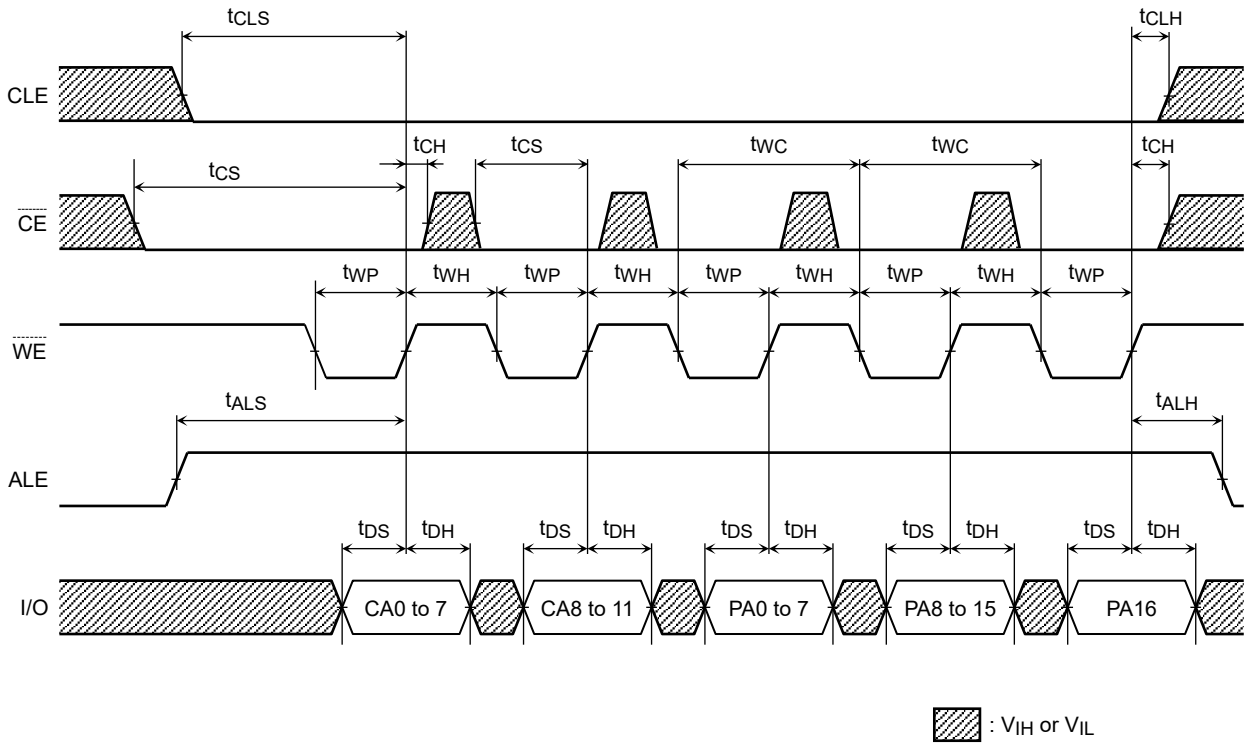 tCLS tCLH
CLE
tCH tCS tWC tWC tCH
tCS
CE
tWP tWH tWP tWH tWP tWH tWP tWH tWP
WE
tALS tALH
ALE
tDS tDH tDS tDH tDS tDH tDS tDH tDS tDH
I/O CA0 to 7 CA8 to 11 PA0 to 7 PA8 to 15 PA16
: VIH or VIL